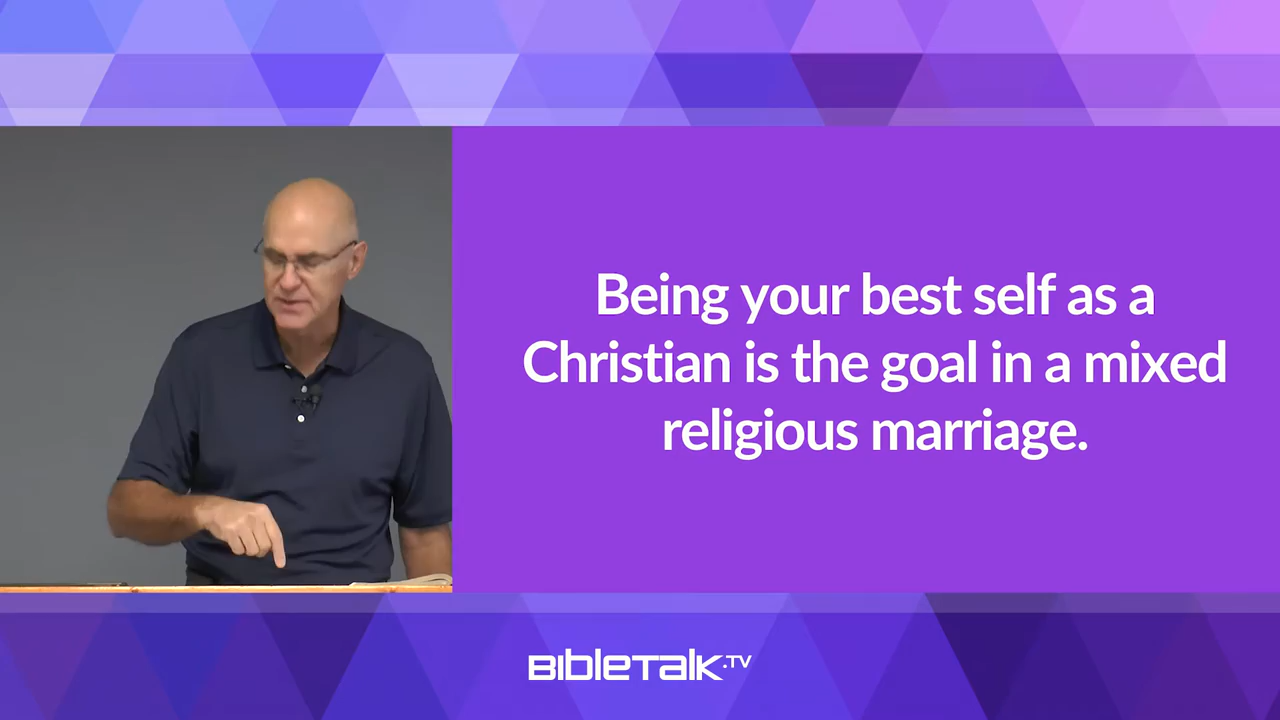 Being your best self as a
Christian is the goal in a mixed
religious marriage.
BibleTalk.TV